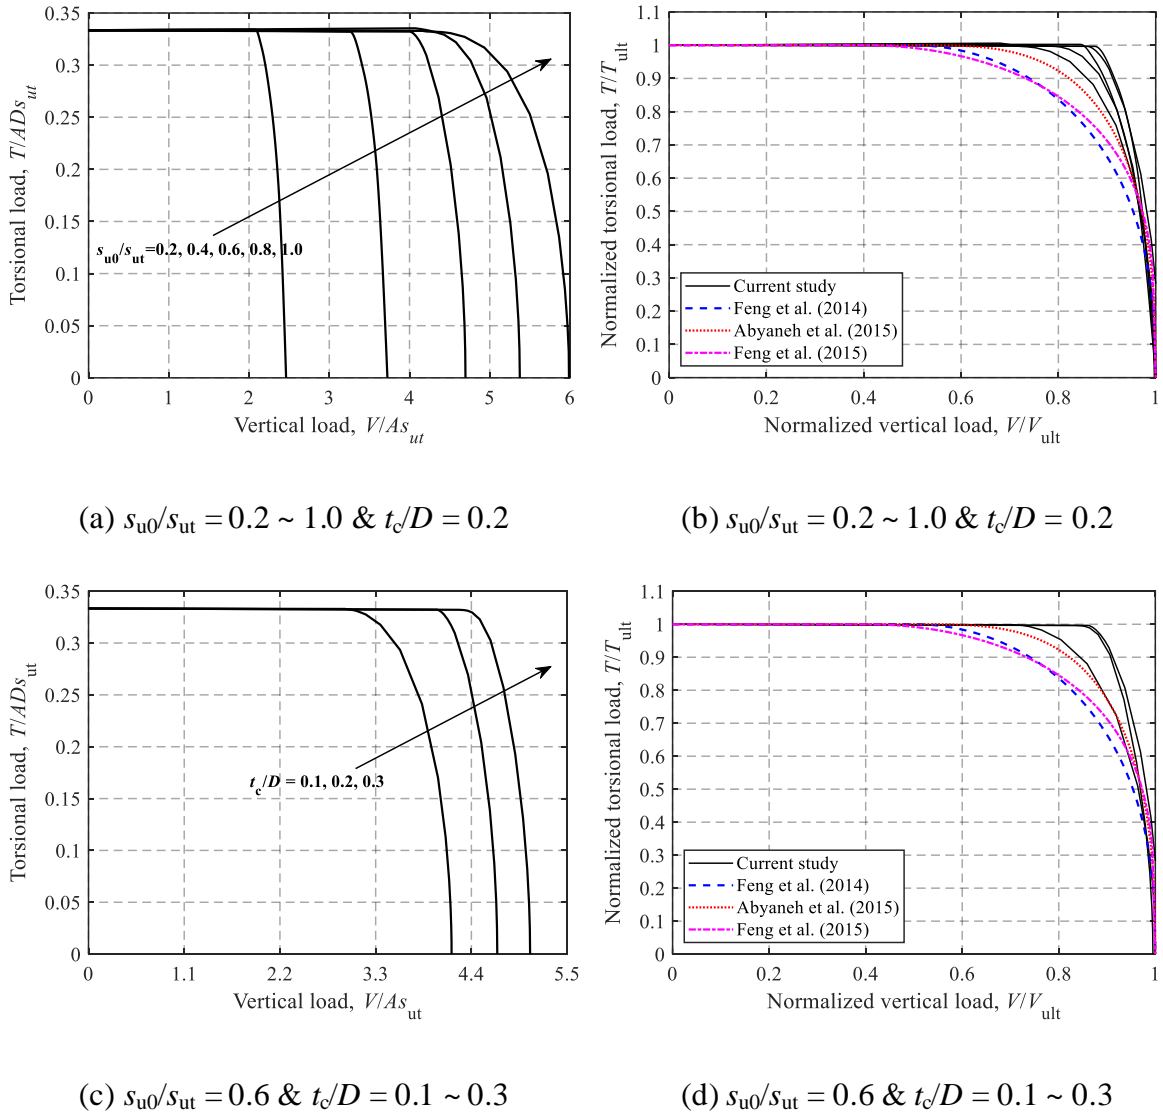 0.35
0.3
0.25
0.2
0.15
0.1
0.05
0
Torsional load, T/ADs_ut
s_u0/s_ut=0.2, 0.4, 0.6, 0.8, 1.0
0 1 2 3 4 5 6
Vertical load, V/As_ut
1.1
1
0.9
0.8
0.7
0.6
0.5
0.4
0.3
0.2
0.1
0
Normalized torsional load, T/T_ult
Current study
Feng et al. (2014)
Abyaneh et al. (2015)
Feng et al. (2015)
0 0.2 0.4 0.6 0.8 1
Normalized vertical load, V/V_ult
(a) s_u0/s_ut = 0.2 ~ 1.0 & t_c/D = 0.2
(b) s_u0/s_ut = 0.2 ~ 1.0 & t_c/D = 0.2
0.35
0.3
0.25
0.2
0.15
0.1
0.05
0
Torsional load, T/ADs_ut
t_c/D = 0.1, 0.2, 0.3
0 1.1 2.2 3.3 4.4 5.5
Vertical load, V/As_ut
1.1
1
0.9
0.8
0.7
0.6
0.5
0.4
0.3
0.2
0.1
0
Normalized torsional load, T/T_ult
Current study
Feng et al. (2014)
Abyaneh et al. (2015)
Feng et al. (2015)
0 0.2 0.4 0.6 0.8 1
Normalized vertical load, V/V_ult
(c) s_u0/s_ut = 0.6 & t_c/D = 0.1 ~ 0.3
(d) s_u0/s_ut = 0.6 & t_c/D = 0.1 ~ 0.3